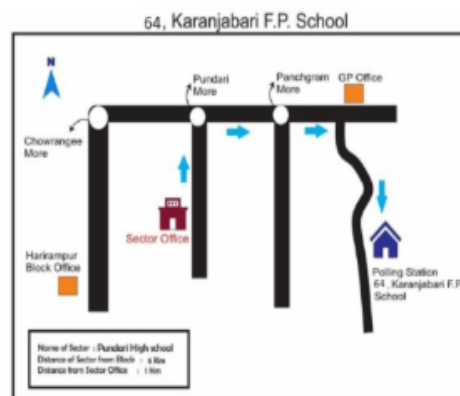 64, Karanjabari F.P. School
N
Pundari
More
Panchgram
More
GP Office
Chowrangee
More
Sector Office
Harirampur
Block Office
Polling Station
64, Karanjabari F.P.
School
Name of Sector : Pundari High school
Distance of Sector from Block : 6 Km
Distance from Sector Office : 1 Km